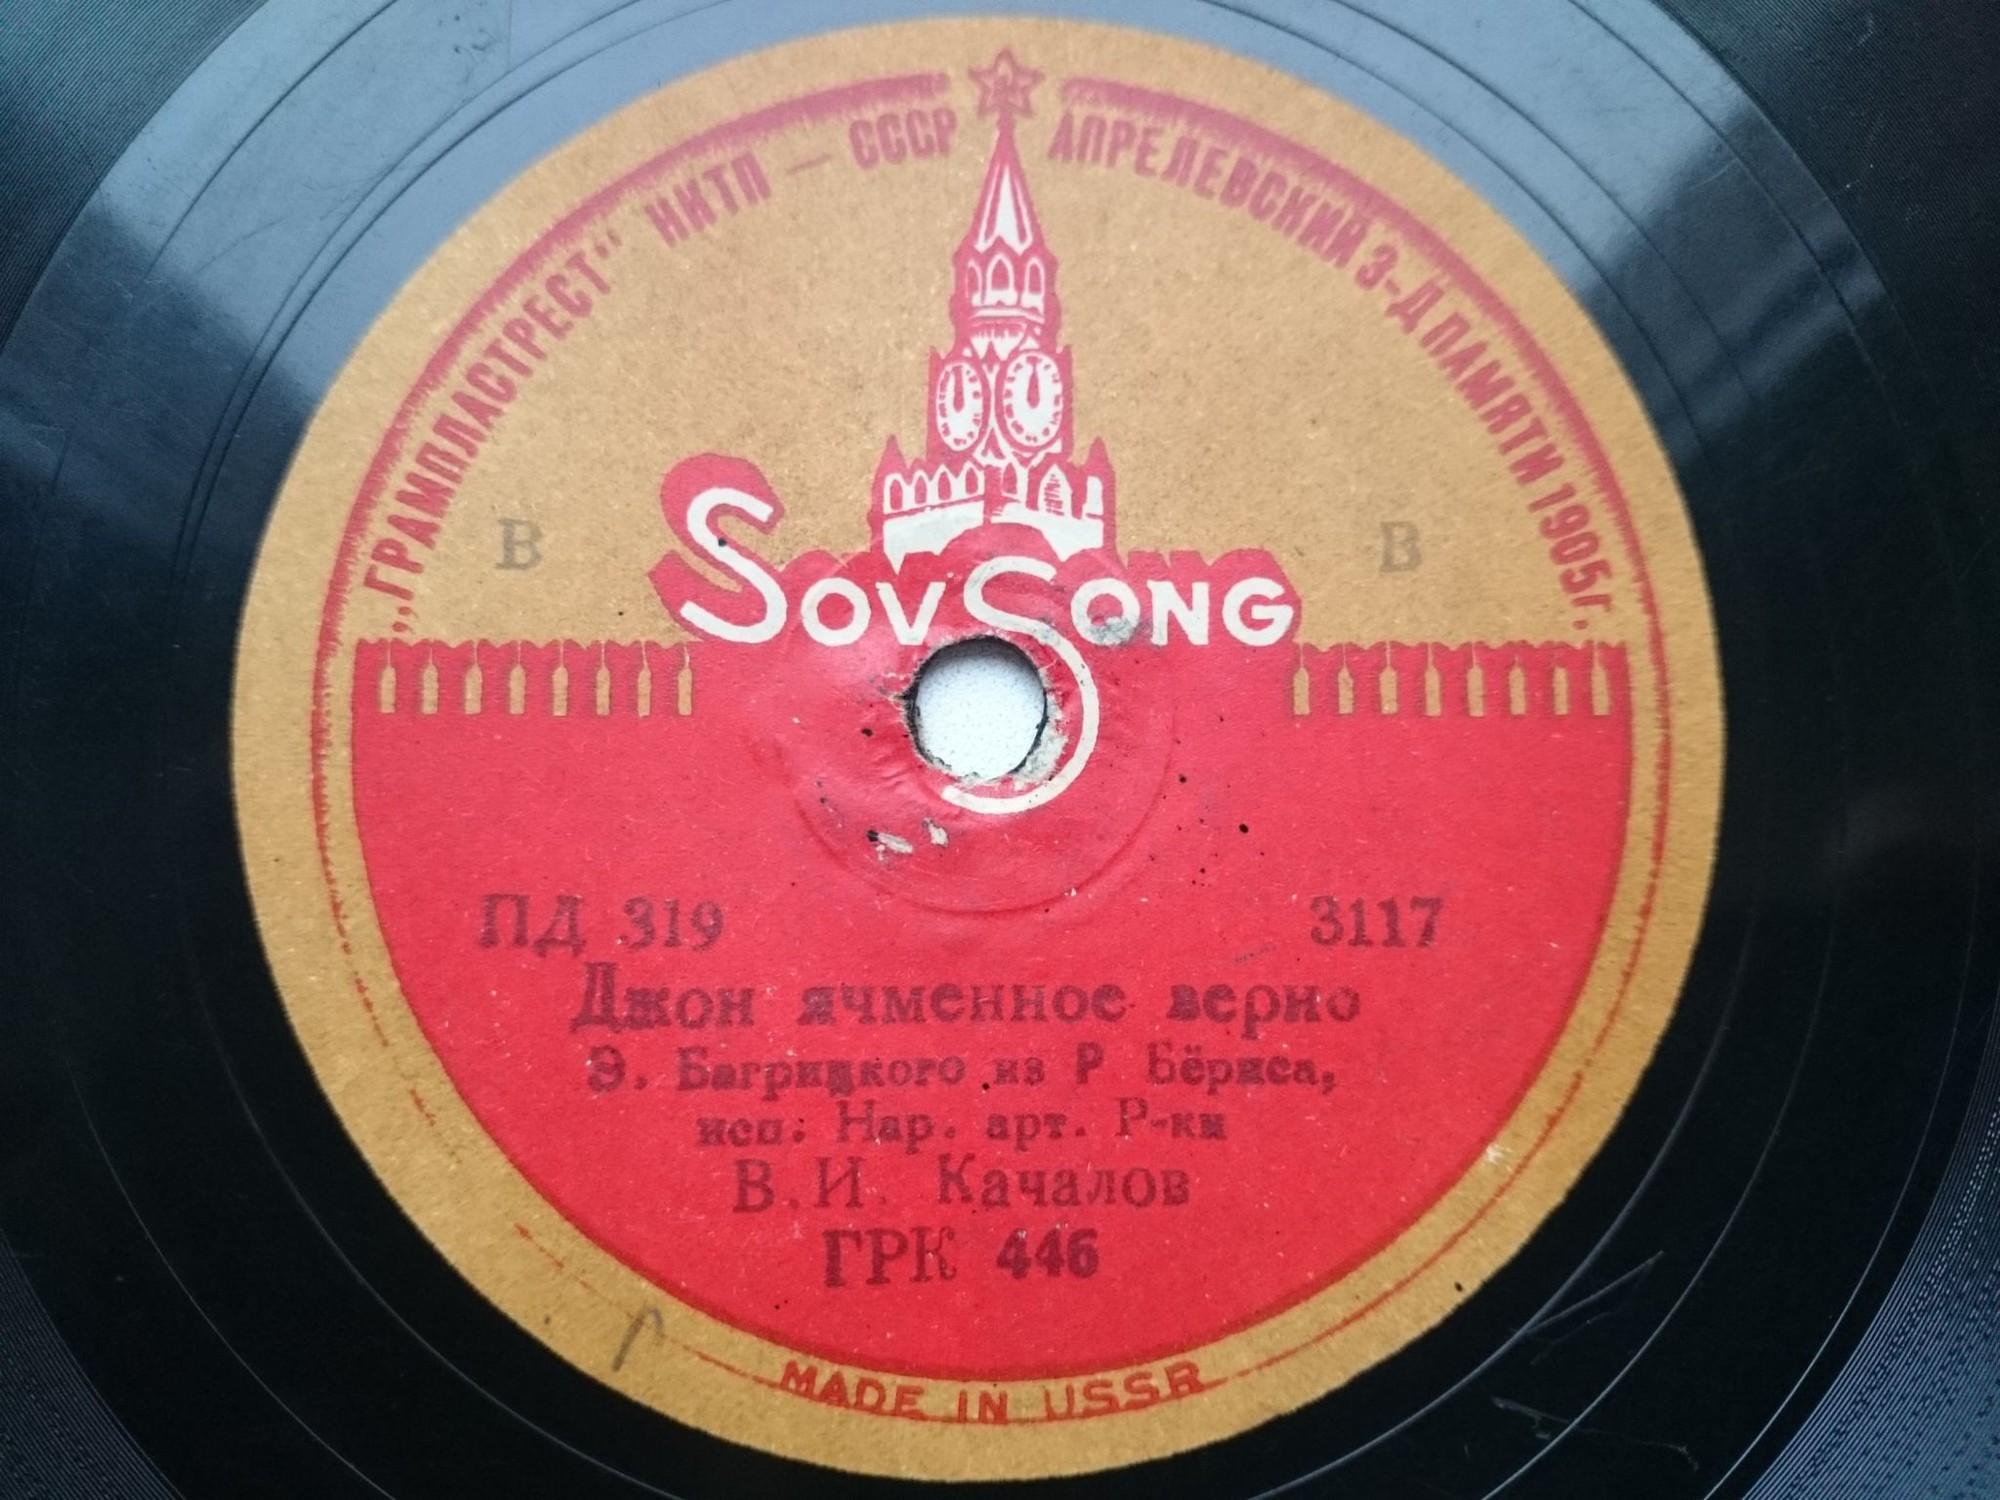 „ГРАМПЛАСТРЕСТ“ НКТП — СССР
АПРЕЛЕВСКИЙ З-Д ПАМЯТИ 1905 г.
В В
SOVSONG
ПД 319 3117
Джон ячменное верно
Э. Багрицкого из Р Бёрнса,
исп: Нар. арт. Р-ки
В.И. Качалов
ГРК 446
MADE IN USSR